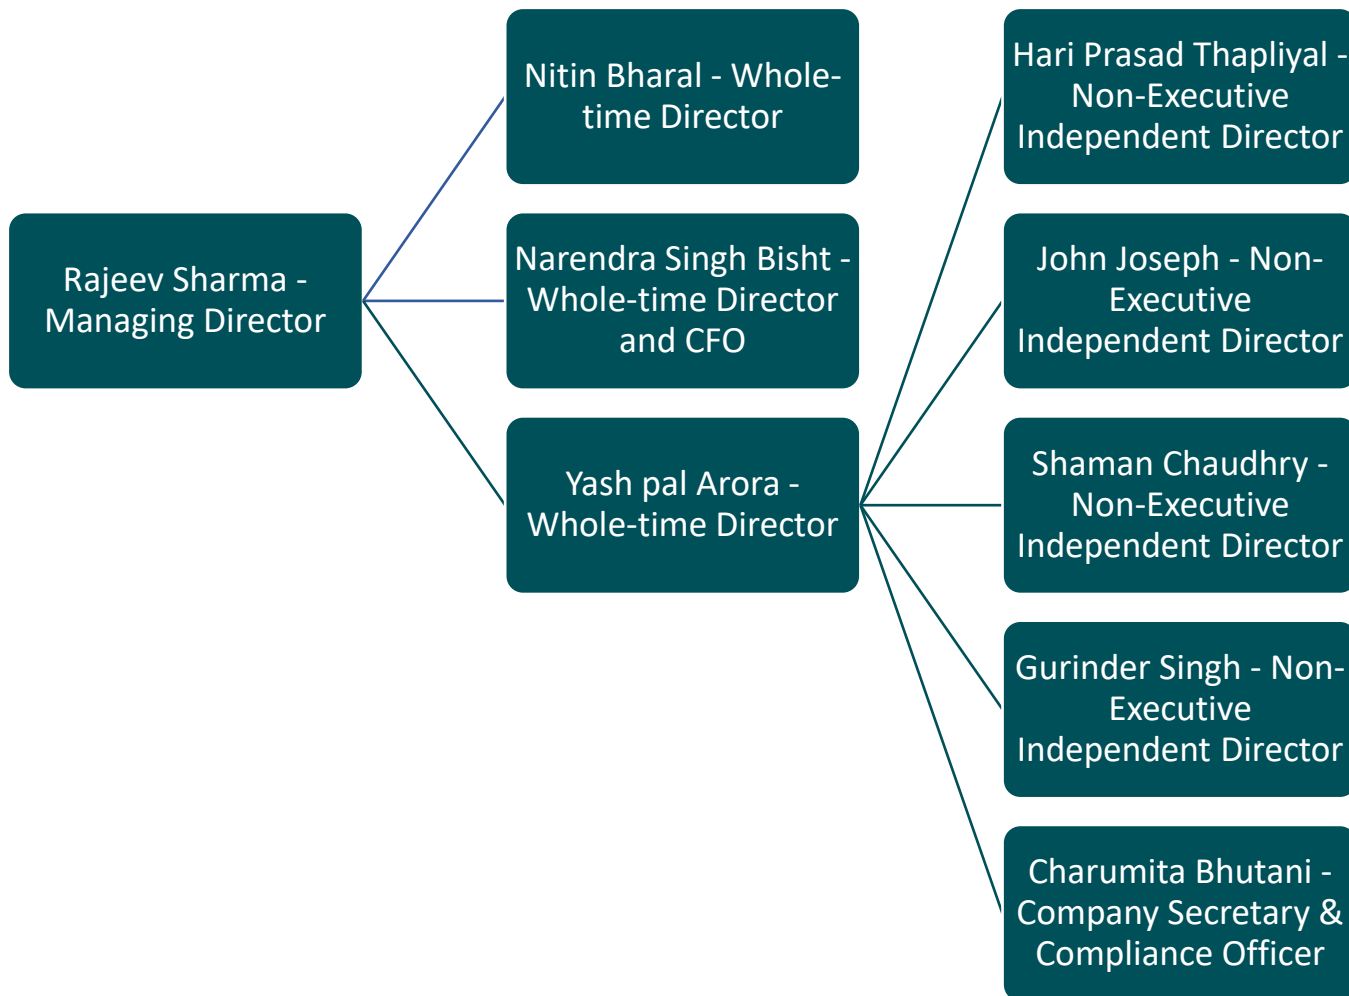 Rajeev Sharma -
Managing Director
Nitin Bharal - Whole-
time Director
Narendra Singh Bisht -
Whole-time Director
and CFO
Yash pal Arora -
Whole-time Director
Hari Prasad Thapliyal -
Non-Executive
Independent Director
John Joseph - Non-
Executive
Independent Director
Shaman Chaudhry -
Non-Executive
Independent Director
Gurinder Singh - Non-
Executive
Independent Director
Charumita Bhutani -
Company Secretary &
Compliance Officer